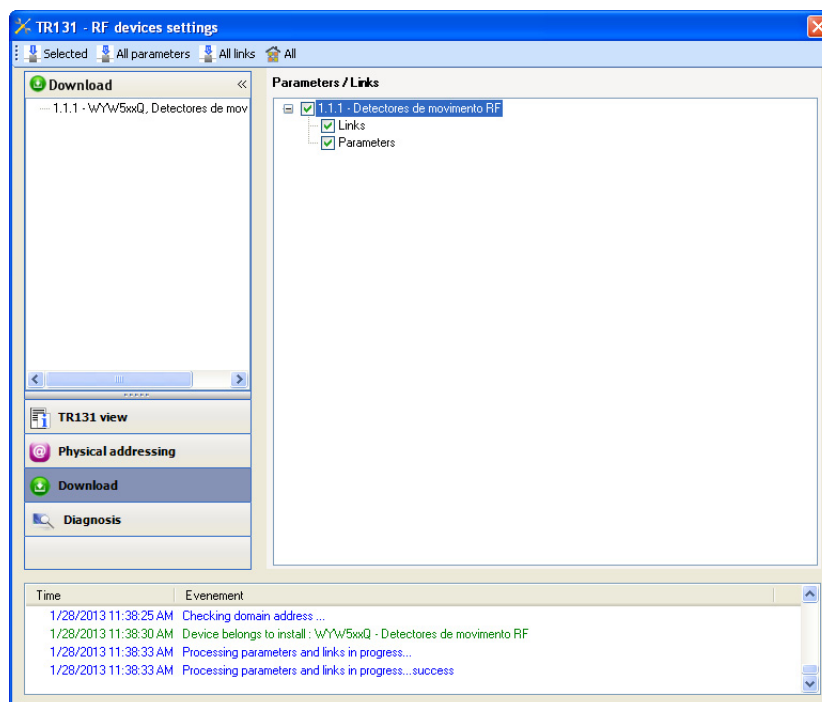 TR131 - RF devices settings
Selected All parameters All links All
Download
1.1.1 - WYW5xxQ, Detectores de mov
TR131 view
Physical addressing
Download
Diagnosis
Parameters / Links
1.1.1 - Detectores de movimento RF
Links
Parameters
Time Evenement
1/28/2013 11:38:25 AM Checking domain address ...
1/28/2013 11:38:30 AM Device belongs to install : WYW5xxQ - Detectores de movimento RF
1/28/2013 11:38:33 AM Processing parameters and links in progress...
1/28/2013 11:38:33 AM Processing parameters and links in progress...success